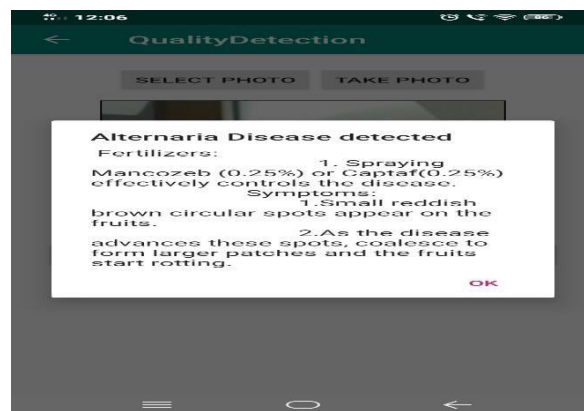 4G 12:06 86
QualityDetection
SELECT PHOTO TAKE PHOTO
Alternaria Disease detected
Fertilizers:
1. Spraying
Mancozeb (0.25%) or Captaf(0.25%)
effectively controls the disease.
Symptoms:
1.Small reddish
brown circular spots appear on the
fruits.
2.As the disease
advances these spots, coalesce to
form larger patches and the fruits
start rotting.
OK